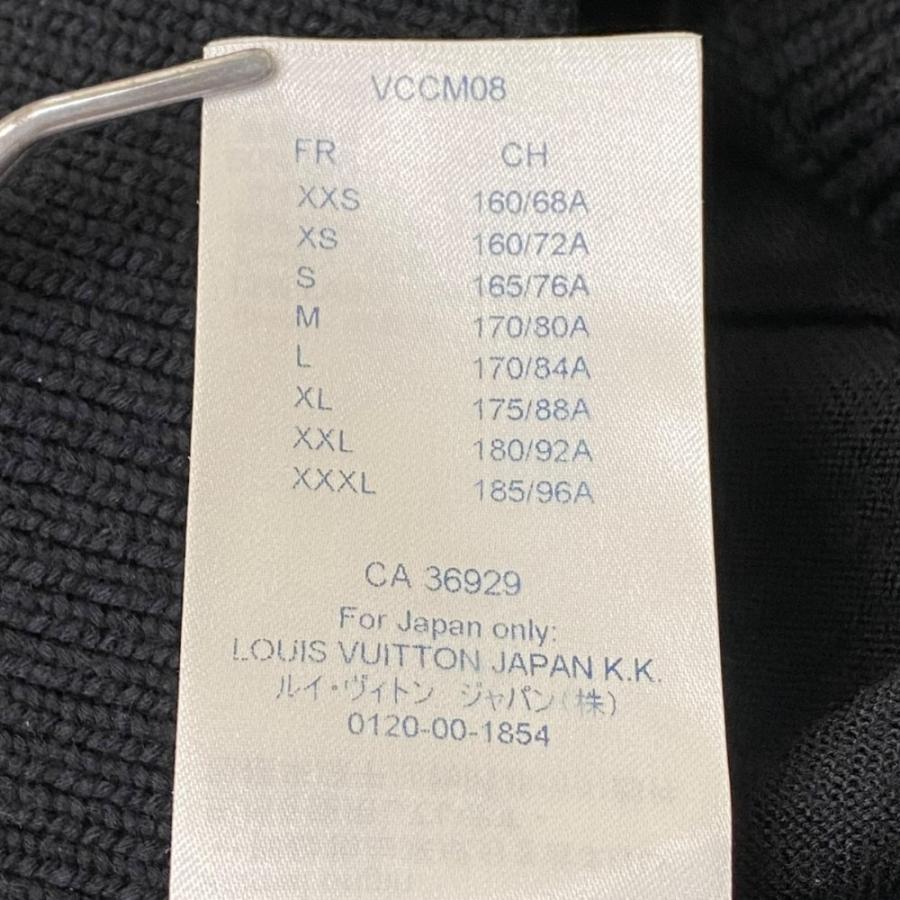 VCCM08
FR CH
XXS 160/68A
XS 160/72A
S 165/76A
M 170/80A
L 170/84A
XL 175/88A
XXL 180/92A
XXXL 185/96A
CA 36929
For Japan only:
LOUIS VUITTON JAPAN K.K.
ルイ・ヴィトン ジャパン(株)
0120-00-1854